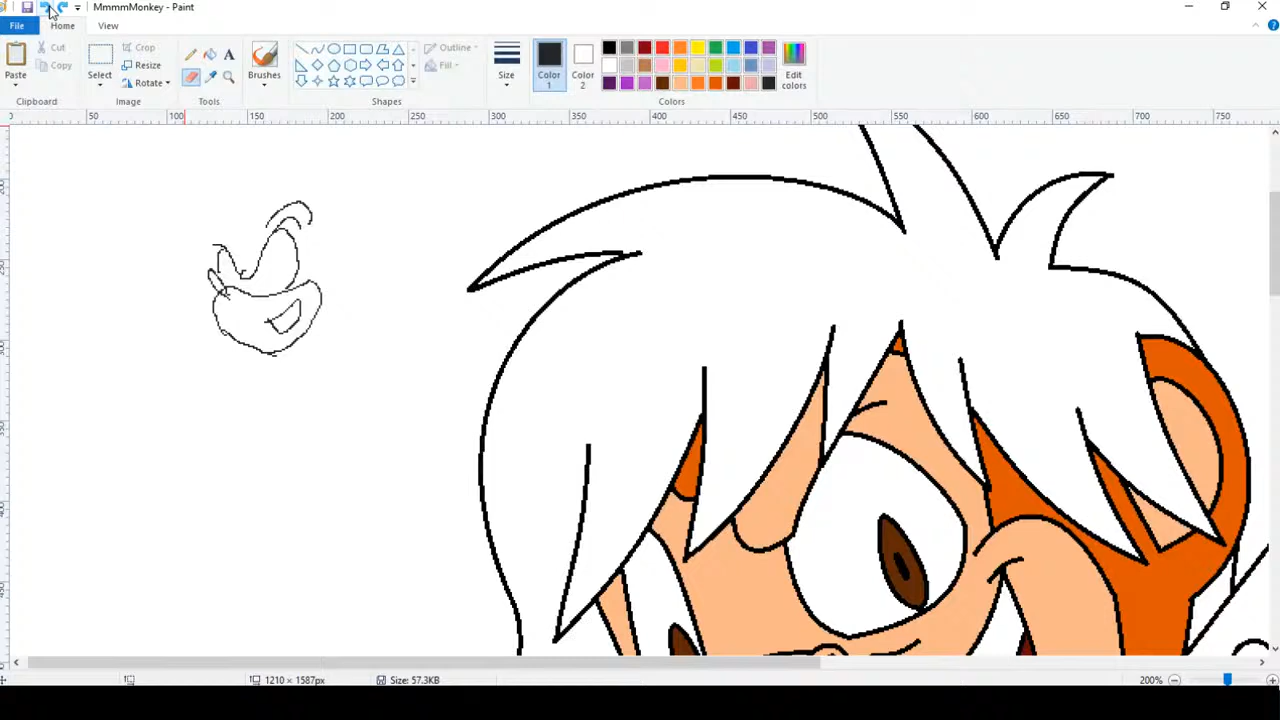 MmmmMonkey - Paint
File Home View
Paste
Cut
Copy
Clipboard
Select
Crop
Resize
Rotate
Image
A
Tools
Brushes
Shapes
Outline
Fill
Size
Color 1
Color 2
Edit colors
Colors
50 100 150 200 250 300 350 400 450 500 550 600 650 700 750
1210 × 1587px
Size: 57.3KB
200%